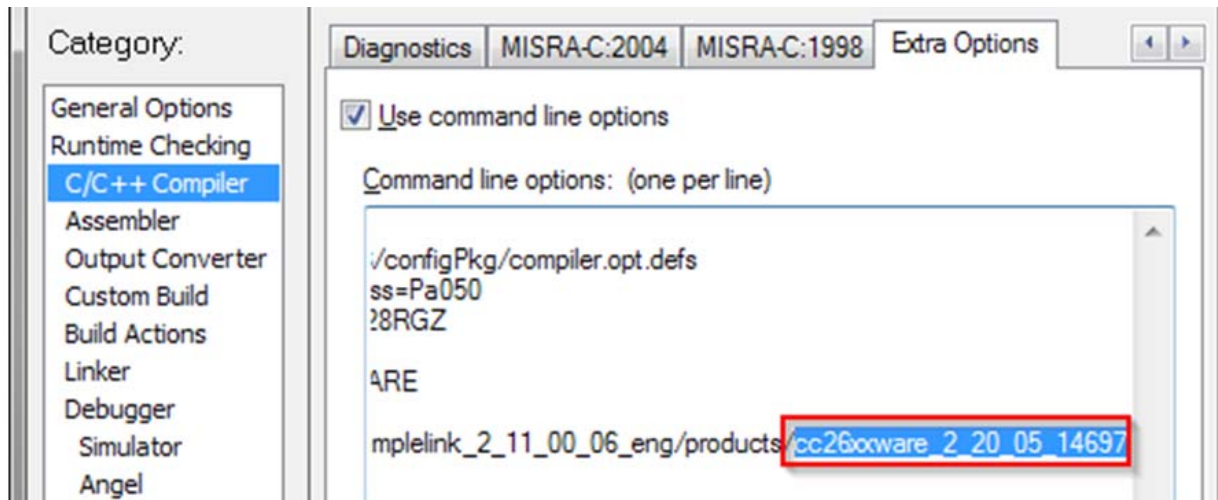 Category:
General Options
Runtime Checking
C/C++ Compiler
Assembler
Output Converter
Custom Build
Build Actions
Linker
Debugger
Simulator
Angel
Diagnostics MISRA-C:2004 MISRA-C:1998 Extra Options
Use command line options
Command line options: (one per line)
/configPkg/compiler.opt.defs
ss=Pa050
28RGZ
ARE
mplelink_2_11_00_06_eng/products/cc26xxware_2_20_05_14697